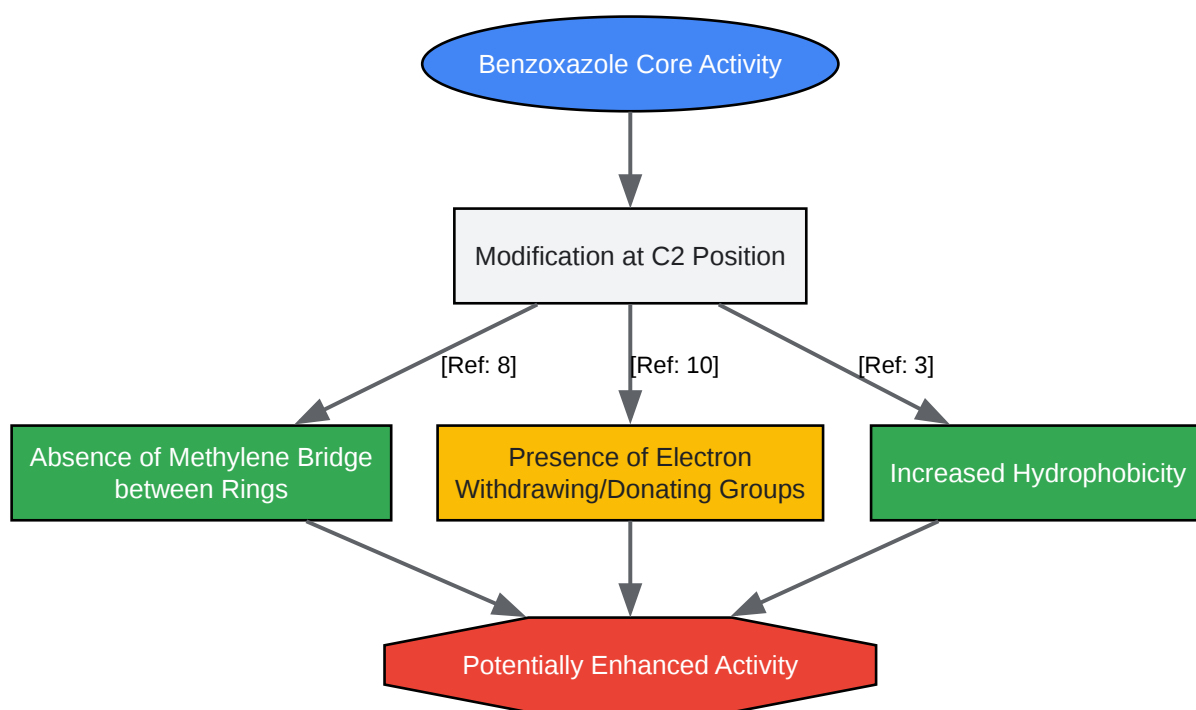 Benzoxazole Core Activity
Modification at C2 Position
[Ref: 8]
[Ref: 10]
[Ref: 3]
Absence of Methylene Bridge
between Rings
Presence of Electron
Withdrawing/Donating Groups
Increased Hydrophobicity
Potentially Enhanced Activity